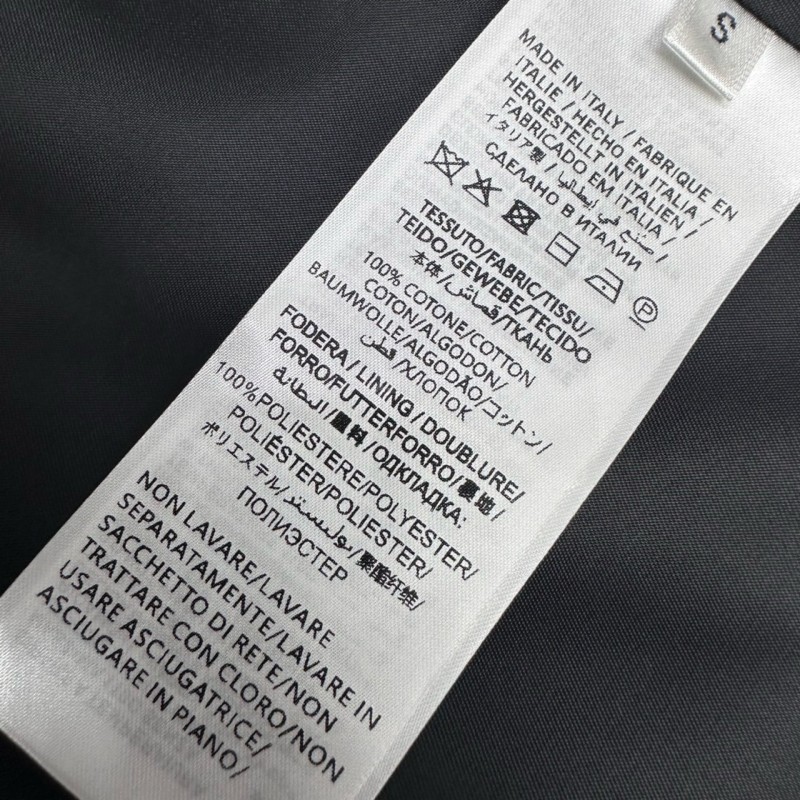 S
MADE IN ITALY / FABRIQUE EN
ITALIE / HECHO EN ITALIA /
HERGESTELLT IN ITALIEN /
FABRICADO EM ITALIA /
イタリア製 / صنع في إيطاليا /
СДЕЛАНО В ИТАЛИИ
P
TESSUTO/FABRIC/TISSU/
TEIDO/GEWEBE/TECIDO
本体/قماش/ТКАНЬ
100% COTONE/COTTON
COTON/ALGODON/
BAUMWOLLE/ALGODÃO/コットン/
قطن/ХЛОПОК
FODERA / LINING / DOUBLURE/
FORRO/FUTTERFORRO/裏地/
البطانة/裏料/ОДКЛАДКА:
100%POLIESTERE/POLYESTER/
POLIÉSTER/POLIESTER/
ポリエステル/بوليستر/聚酯纤维/
ПОЛИЭСТЕР
NON LAVARE/LAVARE
SEPARATAMENTE/LAVARE IN
SACCHETTO DI RETE/NON
TRATTARE CON CLORO/NON
USARE ASCIUGATRICE/
ASCIUGARE IN PIANO/